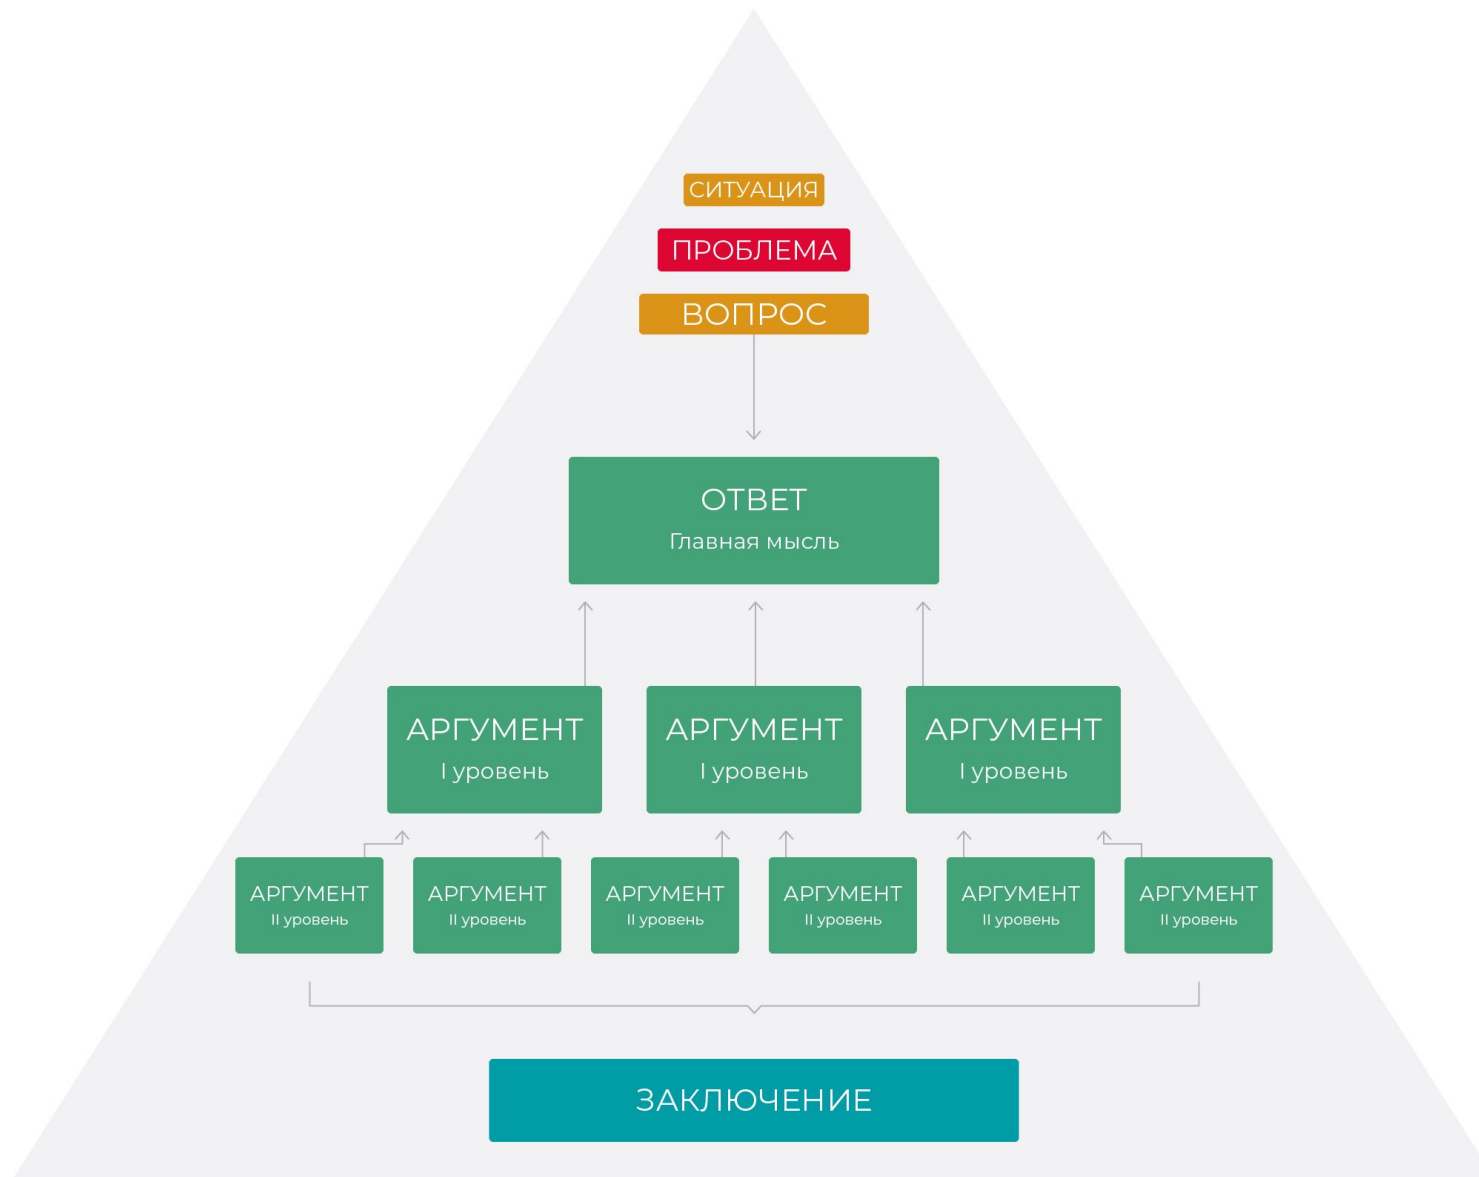 СИТУАЦИЯ
ПРОБЛЕМА
ВОПРОС
ОТВЕТ
Главная мысль
АРГУМЕНТ
I уровень
АРГУМЕНТ
I уровень
АРГУМЕНТ
I уровень
АРГУМЕНТ
II уровень
АРГУМЕНТ
II уровень
АРГУМЕНТ
II уровень
АРГУМЕНТ
II уровень
АРГУМЕНТ
II уровень
АРГУМЕНТ
II уровень
ЗАКЛЮЧЕНИЕ